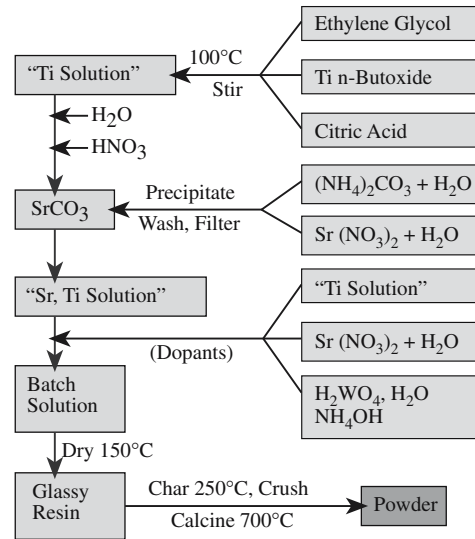 Ethylene Glycol
100°C
"Ti Solution"
Ti n-Butoxide
Stir
H₂O
Citric Acid
HNO₃
Precipitate
(NH₄)₂CO₃ + H₂O
SrCO₃
Wash, Filter
Sr (NO₃)₂ + H₂O
"Sr, Ti Solution"
"Ti Solution"
(Dopants)
Sr (NO₃)₂ + H₂O
Batch
Solution
H₂WO₄, H₂O
NH₄OH
Dry 150°C
Glassy
Resin
Char 250°C, Crush
Calcine 700°C
Powder